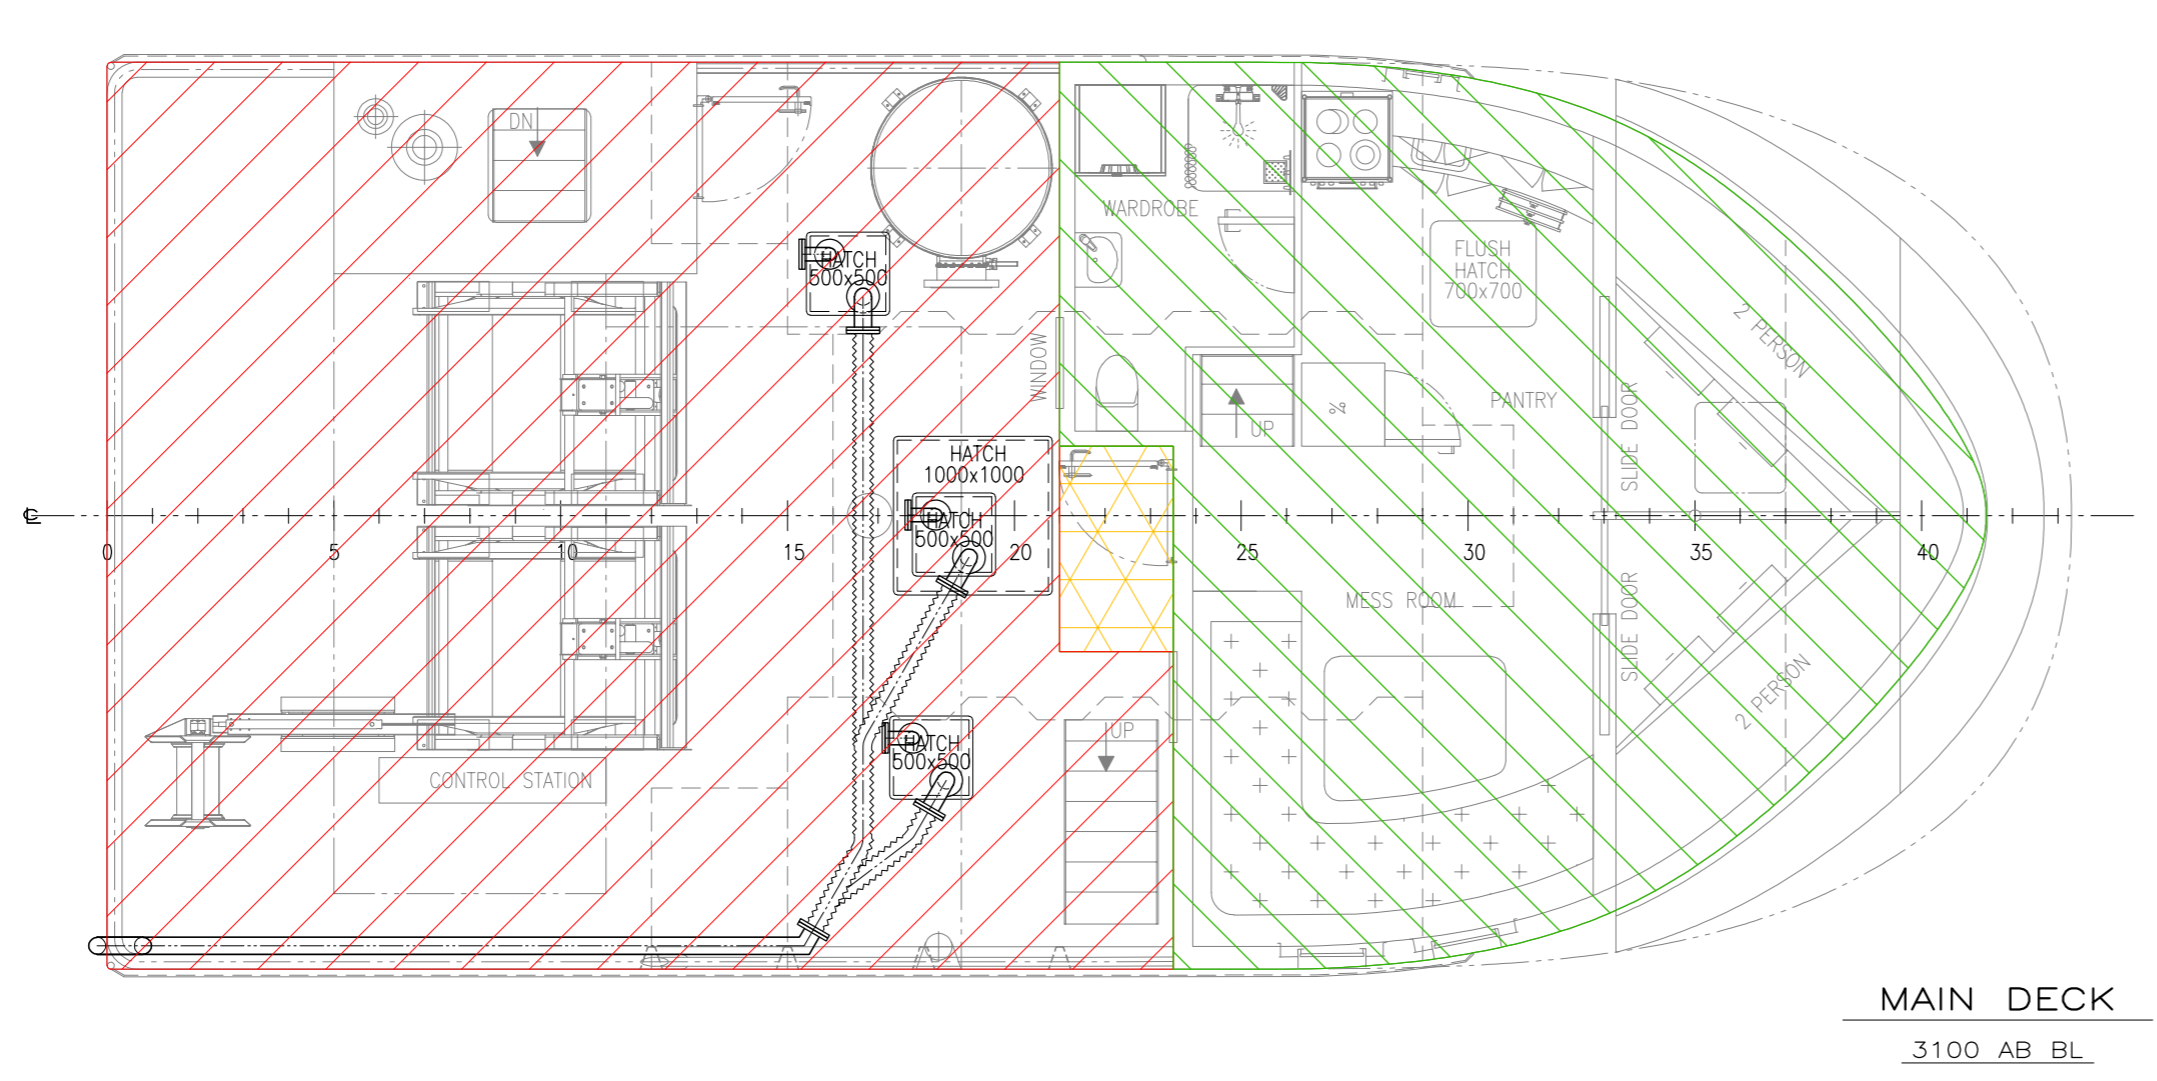 DN
WARDROBE
HATCH
500x500
FLUSH
HATCH
700x700
WINDOW
2 PERSON
UP
PANTRY
SLIDE DOOR
HATCH
1000x1000
HATCH
500x500
℄
0 5 10 15 20 25 30 35 40
MESS ROOM
SLIDE DOOR
2 PERSON
UP
HATCH
500x500
CONTROL STATION
MAIN DECK
3100 AB BL